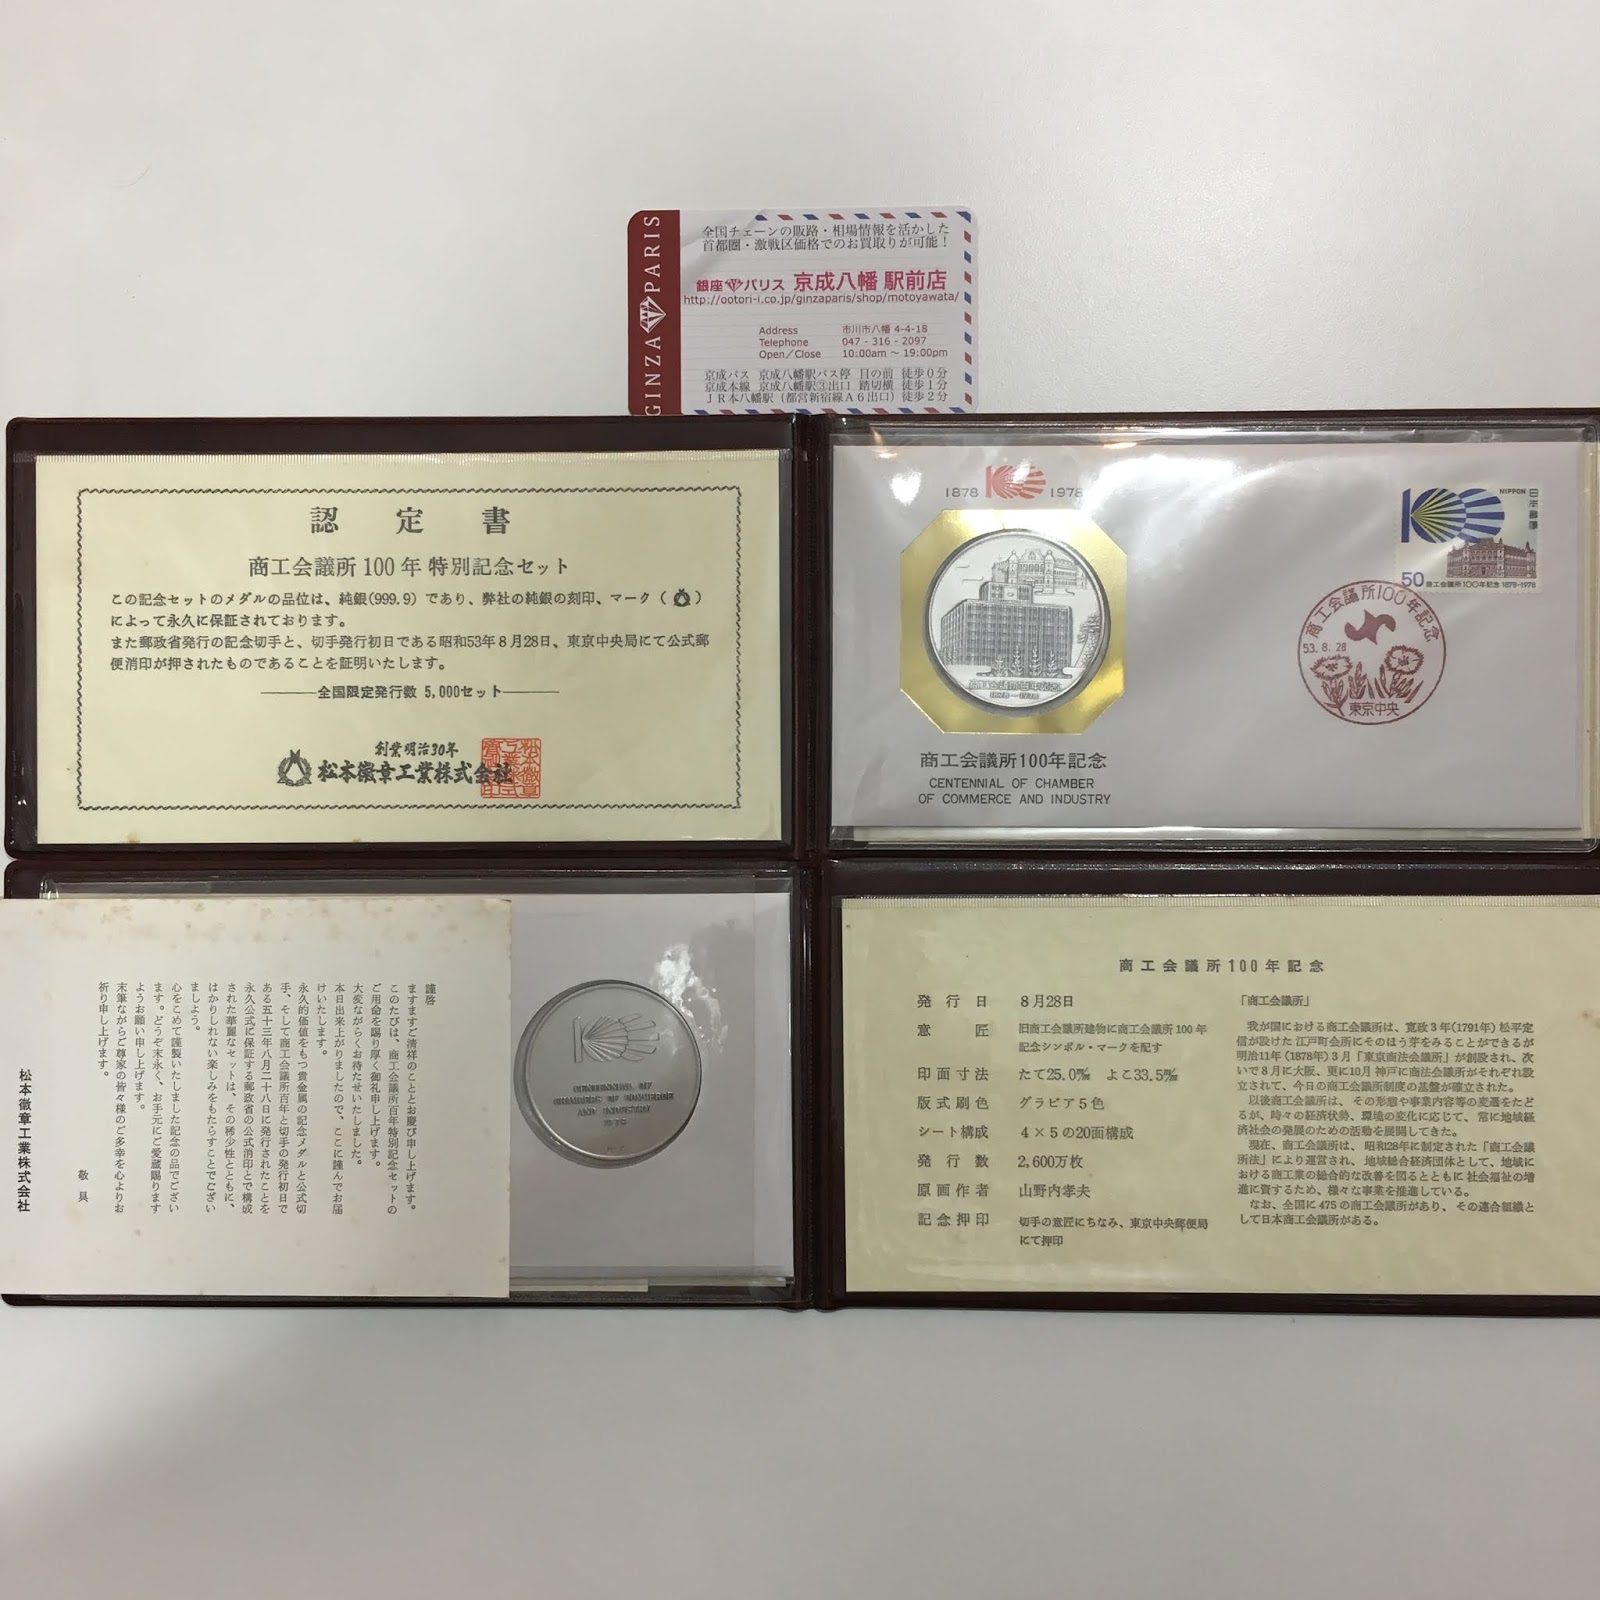 GINZA PARIS
全国チェーンの販路・相場情報を活かした
首都圏・激戦区価格でのお買取りが可能！
銀座パリス 京成八幡 駅前店
http://ootori-i.co.jp/ginzaparis/shop/motoyawata/
Address 市川市八幡 4-4-18
Telephone 047 - 316 - 2097
Open／Close 10:00am ～ 19:00pm
京成バス 京成八幡駅バス停 目の前 徒歩０分
京成本線 京成八幡駅③出口 踏切横 徒歩１分
ＪＲ本八幡駅（都営新宿線Ａ６出口）徒歩２分
認定書
商工会議所 100 年 特別記念セット
この記念セットのメダルの品位は、純銀(999.9) であり、弊社の純銀の刻印、マーク（ ）
によって永久に保証されております。
また郵政省発行の記念切手と、切手発行初日である昭和53年８月28日、東京中央局にて公式郵
便消印が押されたものであることを証明いたします。
全国限定発行数 5,000セット
創業明治30年
松本徽章工業株式会社
1878 100 1978
NIPPON
日本郵便
50 商工会議所100年記念 1878-1978
商工会議所100年記念
53. 8. 28
東京中央
商工会議所百年記念
1878～1978
商工会議所100年記念
CENTENNIAL OF CHAMBER
OF COMMERCE AND INDUSTRY
謹啓
ますますご清祥のこととお慶び申し上げます。
このたびは、商工会議所百年特別記念セットの
ご用命を賜り厚く御礼申し上げます。
大変ながらくお待たせいたしました。
本日出来上がりましたので、ここに謹んでお届
けいたします。
永久的価値をもつ貴金属の記念メダルと公式切
手、そして商工会議所百年と切手の発行初日で
ある五十三年八月二十八日に発行されたことを
永久公式に保証する郵政省の公式消印とで構成
された華麗なセットは、その稀少性とともに、
はかりしれない楽しみをもたらすことでござい
ましよう。
心をこめて謹製いたしました記念の品でござい
ます。どうぞ末永く、お手元にご愛蔵賜ります
ようお願い申し上げます。
末筆ながらご尊家の皆々様のご多幸を心よりお
祈り申し上げます。
敬具
松本徽章工業株式会社
CENTENNIAL OF
CHAMBERS OF COMMERCE
AND INDUSTRY
1978
商工会議所100年記念
発行日 ８月28日
意匠 旧商工会議所建物に商工会議所 100 年
記念シンボル・マークを配す
印面寸法 たて25.0㎜ よこ33.5㎜
版式刷色 グラビア５色
シート構成 ４×５の20面構成
発行数 2,600万枚
原画作者 山野内孝夫
記念押印 切手の意匠にちなみ、東京中央郵便局
にて押印
「商工会議所」
我が国における商工会議所は、寛政３年(1791年) 松平定
信が設けた 江戸町会所にそのほう芽をみることができるが
明治11年(1878年)３月「東京商法会議所」が創設され、次
いで８月に大阪、更に10月 神戸に商法会議所がそれぞれ設
立されて、今日の商工会議所制度の基盤が確立された。
以後商工会議所は、その形態や事業内容等の変遷をたど
るが、時々の経済状勢、環境の変化に応じて、常に地域経
済社会の発展のための活動を展開してきた。
現在、商工会議所は、昭和28年に制定された「商工会議
所法」により運営され、地域総合経済団体として、地域に
おける商工業の総合的な改善を図るとともに 社会福祉の増
進に資するため、様々な事業を推進している。
なお、全国に 475 の商工会議所があり、その連合組織と
して日本商工会議所がある。